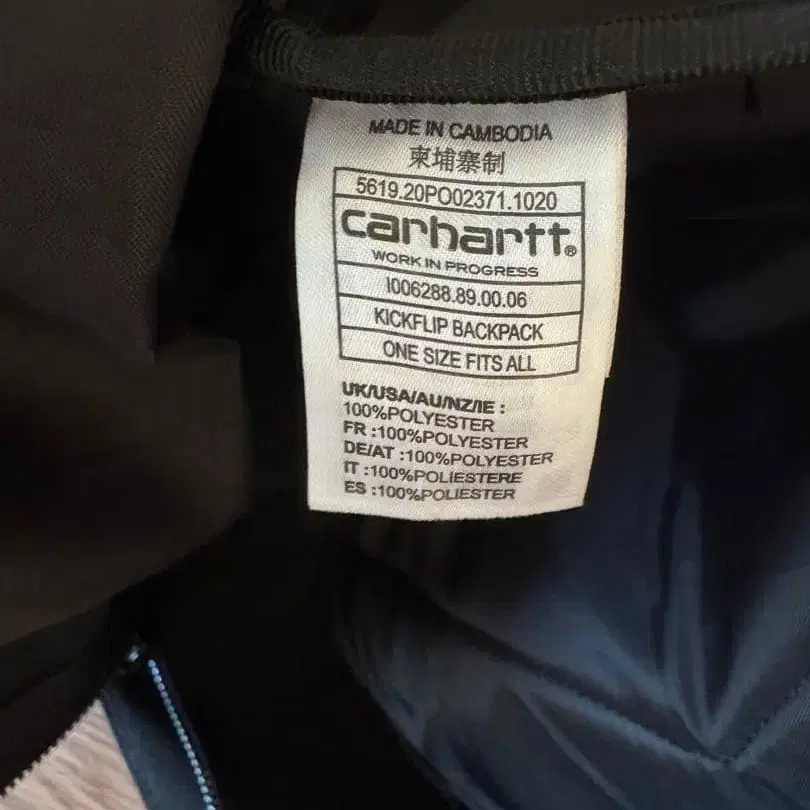 MADE IN CAMBODIA
柬埔寨制
5619.20PO02371.1020
carhartt®
WORK IN PROGRESS
I006288.89.00.06
KICKFLIP BACKPACK
ONE SIZE FITS ALL
UK/USA/AU/NZ/IE :
100%POLYESTER
FR :100%POLYESTER
DE/AT :100%POLYESTER
IT :100%POLIESTERE
ES :100%POLIESTER